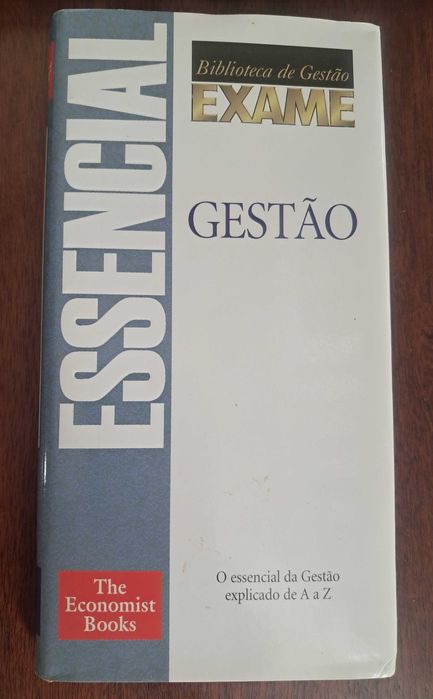 ESSENCIAL
Biblioteca de Gestão
EXAME
GESTÃO
O essencial da Gestão
explicado de A a Z
The
Economist
Books